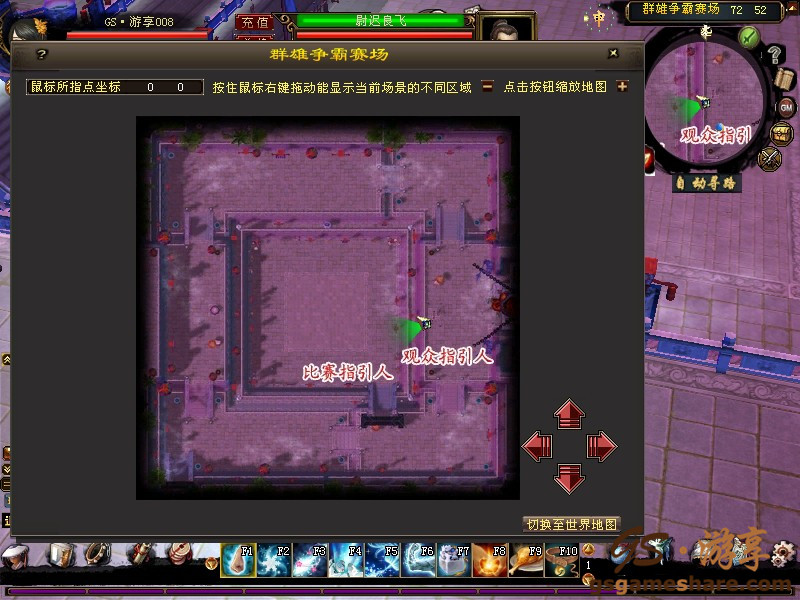 GS·游享008
充值
尉迟良飞
群雄争霸赛场 72 52
? 群雄争霸赛场 ×
鼠标所指点坐标 0 0 按住鼠标右键拖动能显示当前场景的不同区域 点击按钮缩放地图
GM
观众指引
自动寻路
观众指引人
比赛指引人
切换至世界地图
F1 F2 F3 F4 F5 F6 F7 F8 F9 F10
1
GS·游享
gsgameshare.com